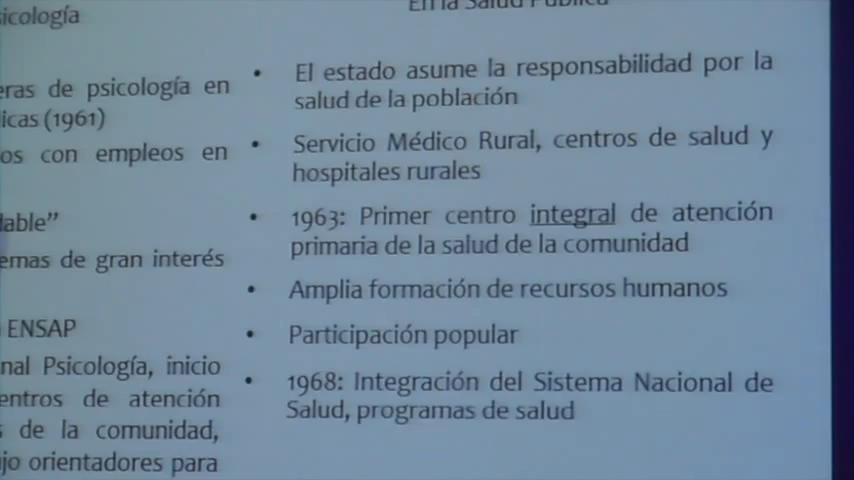 sicología
eras de psicología en
licas (1961)
os con empleos en
dable”
emas de gran interés
ENSAP
nal Psicología, inicio
entros de atención
s de la comunidad,
ajo orientadores para
En la Salud Pública
• El estado asume la responsabilidad por la
salud de la población
• Servicio Médico Rural, centros de salud y
hospitales rurales
• 1963: Primer centro integral de atención
primaria de la salud de la comunidad
• Amplia formación de recursos humanos
• Participación popular
• 1968: Integración del Sistema Nacional de
Salud, programas de salud